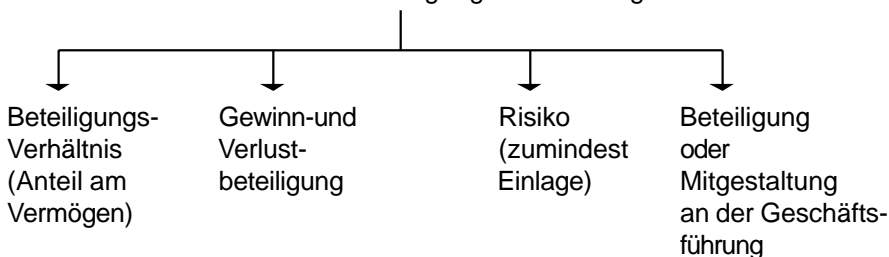 Beteiligungs-
Verhältnis
(Anteil am
Vermögen)
Gewinn-und
Verlust-
beteiligung
Risiko
(zumindest
Einlage)
Beteiligung
oder
Mitgestaltung
an der Geschäfts-
führung